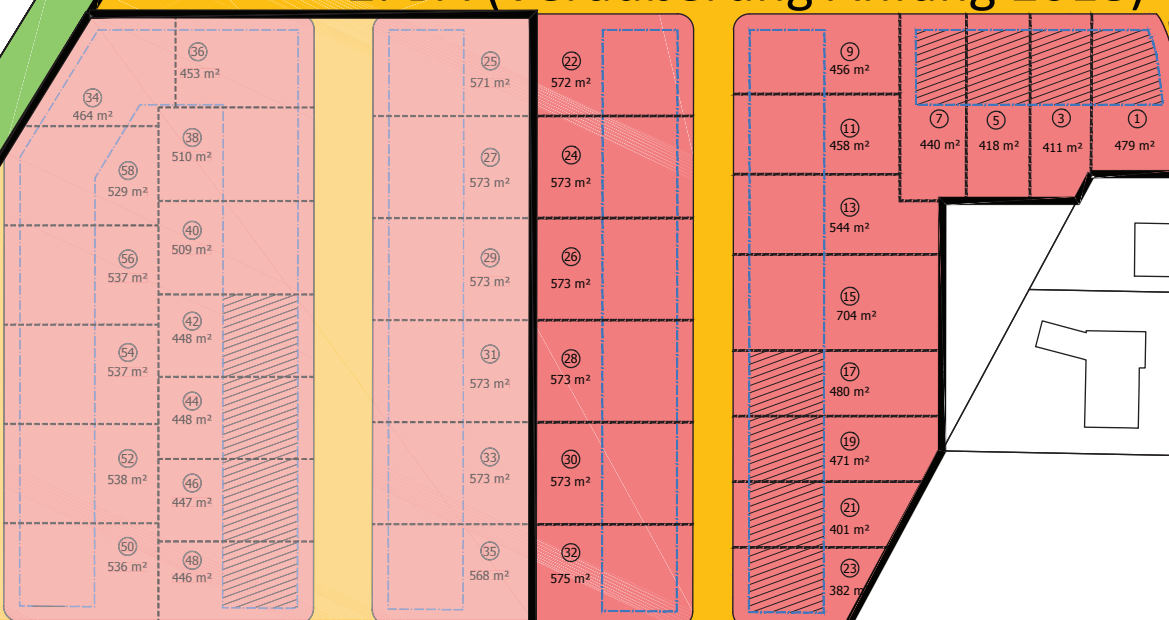 (Veräußerung Anfang
36
453 m²
34
464 m²
38
510 m²
58
529 m²
40
509 m²
56
537 m²
42
448 m²
54
537 m²
44
448 m²
52
538 m²
46
447 m²
50
536 m²
48
446 m²
25
571 m²
27
573 m²
29
573 m²
31
573 m²
33
573 m²
35
568 m²
22
572 m²
24
573 m²
26
573 m²
28
573 m²
30
573 m²
32
575 m²
9
456 m²
11
458 m²
13
544 m²
15
704 m²
17
480 m²
19
471 m²
21
401 m²
23
382 m²
7
440 m²
5
418 m²
3
411 m²
1
479 m²